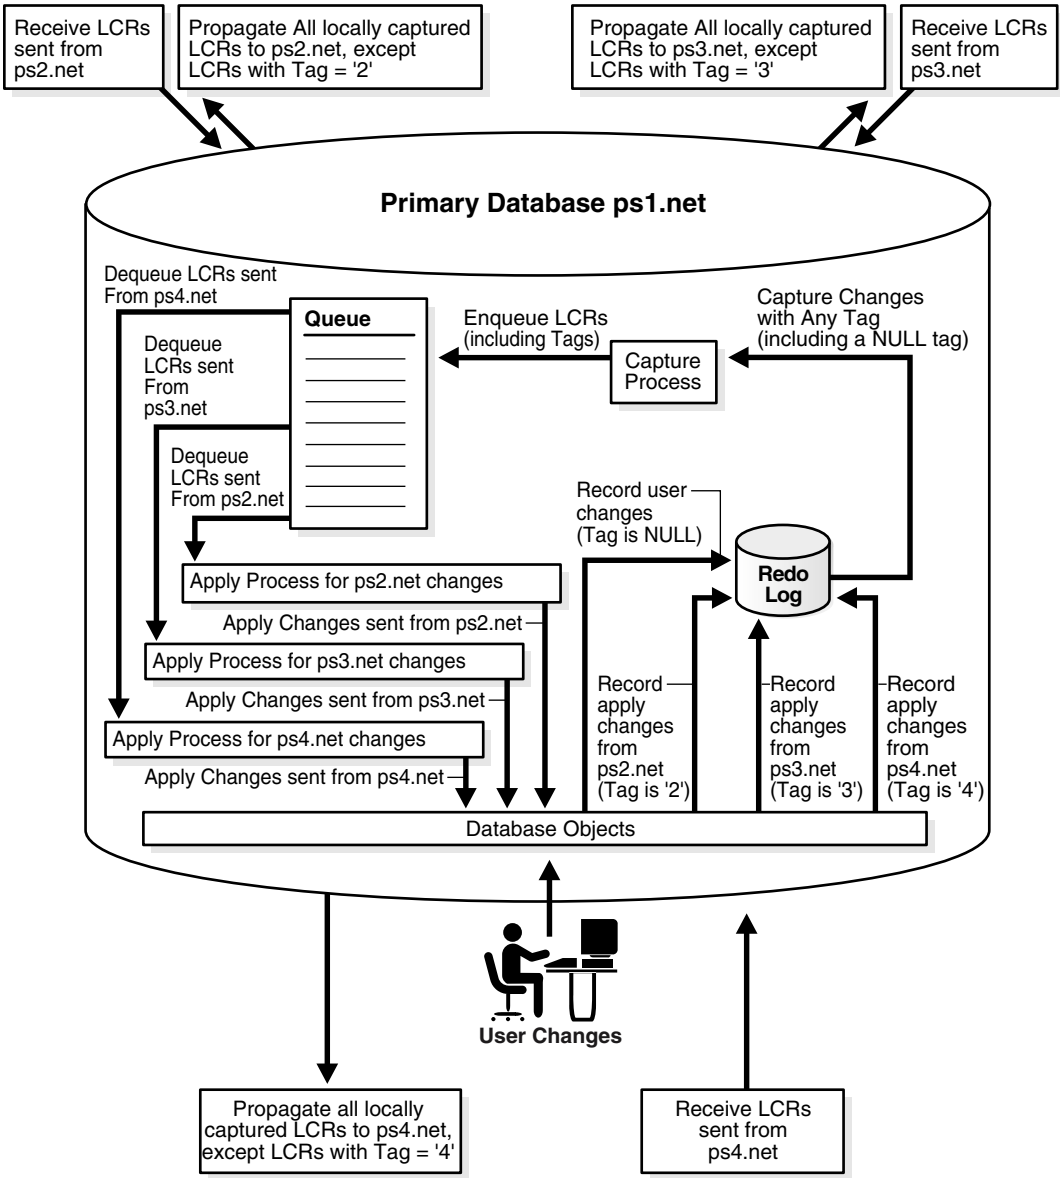 Receive LCRs
sent from
ps2.net
Propagate All locally captured
LCRs to ps2.net, except
LCRs with Tag = '2'
Propagate All locally captured
LCRs to ps3.net, except
LCRs with Tag = '3'
Receive LCRs
sent from
ps3.net
Primary Database ps1.net
Dequeue LCRs sent
From ps4.net
Queue
Enqueue LCRs
(including Tags)
Capture
Process
Capture Changes
with Any Tag
(including a NULL tag)
Dequeue
LCRs sent
From
ps3.net
Dequeue
LCRs sent
From ps2.net
Record user
changes
(Tag is NULL)
Redo
Log
Apply Process for ps2.net changes
Apply Changes sent from ps2.net
Apply Process for ps3.net changes
Apply Changes sent from ps3.net
Apply Process for ps4.net changes
Apply Changes sent from ps4.net
Record
apply
changes
from
ps2.net
(Tag is '2')
Record
apply
changes
from
ps3.net
(Tag is '3')
Record
apply
changes
from
ps4.net
(Tag is '4')
Database Objects
User Changes
Propagate all locally
captured LCRs to ps4.net,
except LCRs with Tag = '4'
Receive LCRs
sent from
ps4.net